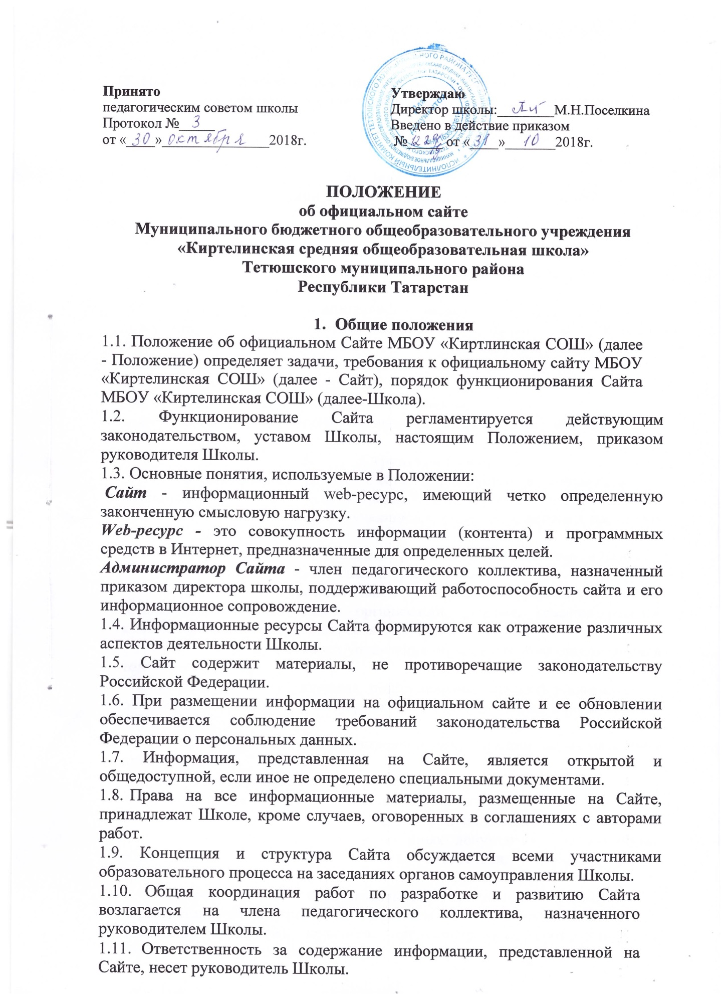 Принято
педагогическим советом школы
Протокол № 3
от «30» октября 2018г.
Утверждаю
Директор школы: М.Н.Поселкина
Введено в действие приказом
№ от «31» 10 2018г.
ПОЛОЖЕНИЕ
об официальном сайте
Муниципального бюджетного общеобразовательного учреждения
«Киртелинская средняя общеобразовательная школа»
Тетюшского муниципального района
Республики Татарстан
1. Общие положения
1.1. Положение об официальном Сайте МБОУ «Киртлинская СОШ» (далее
- Положение) определяет задачи, требования к официальному сайту МБОУ
«Киртелинская СОШ» (далее - Сайт), порядок функционирования Сайта
МБОУ «Киртелинская СОШ» (далее-Школа).
1.2. Функционирование Сайта регламентируется действующим
законодательством, уставом Школы, настоящим Положением, приказом
руководителя Школы.
1.3. Основные понятия, используемые в Положении:
Сайт - информационный web-ресурс, имеющий четко определенную
законченную смысловую нагрузку.
Web-ресурс - это совокупность информации (контента) и программных
средств в Интернет, предназначенные для определенных целей.
Администратор Сайта - член педагогического коллектива, назначенный
приказом директора школы, поддерживающий работоспособность сайта и его
информационное сопровождение.
1.4. Информационные ресурсы Сайта формируются как отражение различных
аспектов деятельности Школы.
1.5. Сайт содержит материалы, не противоречащие законодательству
Российской Федерации.
1.6. При размещении информации на официальном сайте и ее обновлении
обеспечивается соблюдение требований законодательства Российской
Федерации о персональных данных.
1.7. Информация, представленная на Сайте, является открытой и
общедоступной, если иное не определено специальными документами.
1.8. Права на все информационные материалы, размещенные на Сайте,
принадлежат Школе, кроме случаев, оговоренных в соглашениях с авторами
работ.
1.9. Концепция и структура Сайта обсуждается всеми участниками
образовательного процесса на заседаниях органов самоуправления Школы.
1.10. Общая координация работ по разработке и развитию Сайта
возлагается на члена педагогического коллектива, назначенного
руководителем Школы.
1.11. Ответственность за содержание информации, представленной на
Сайте, несет руководитель Школы.